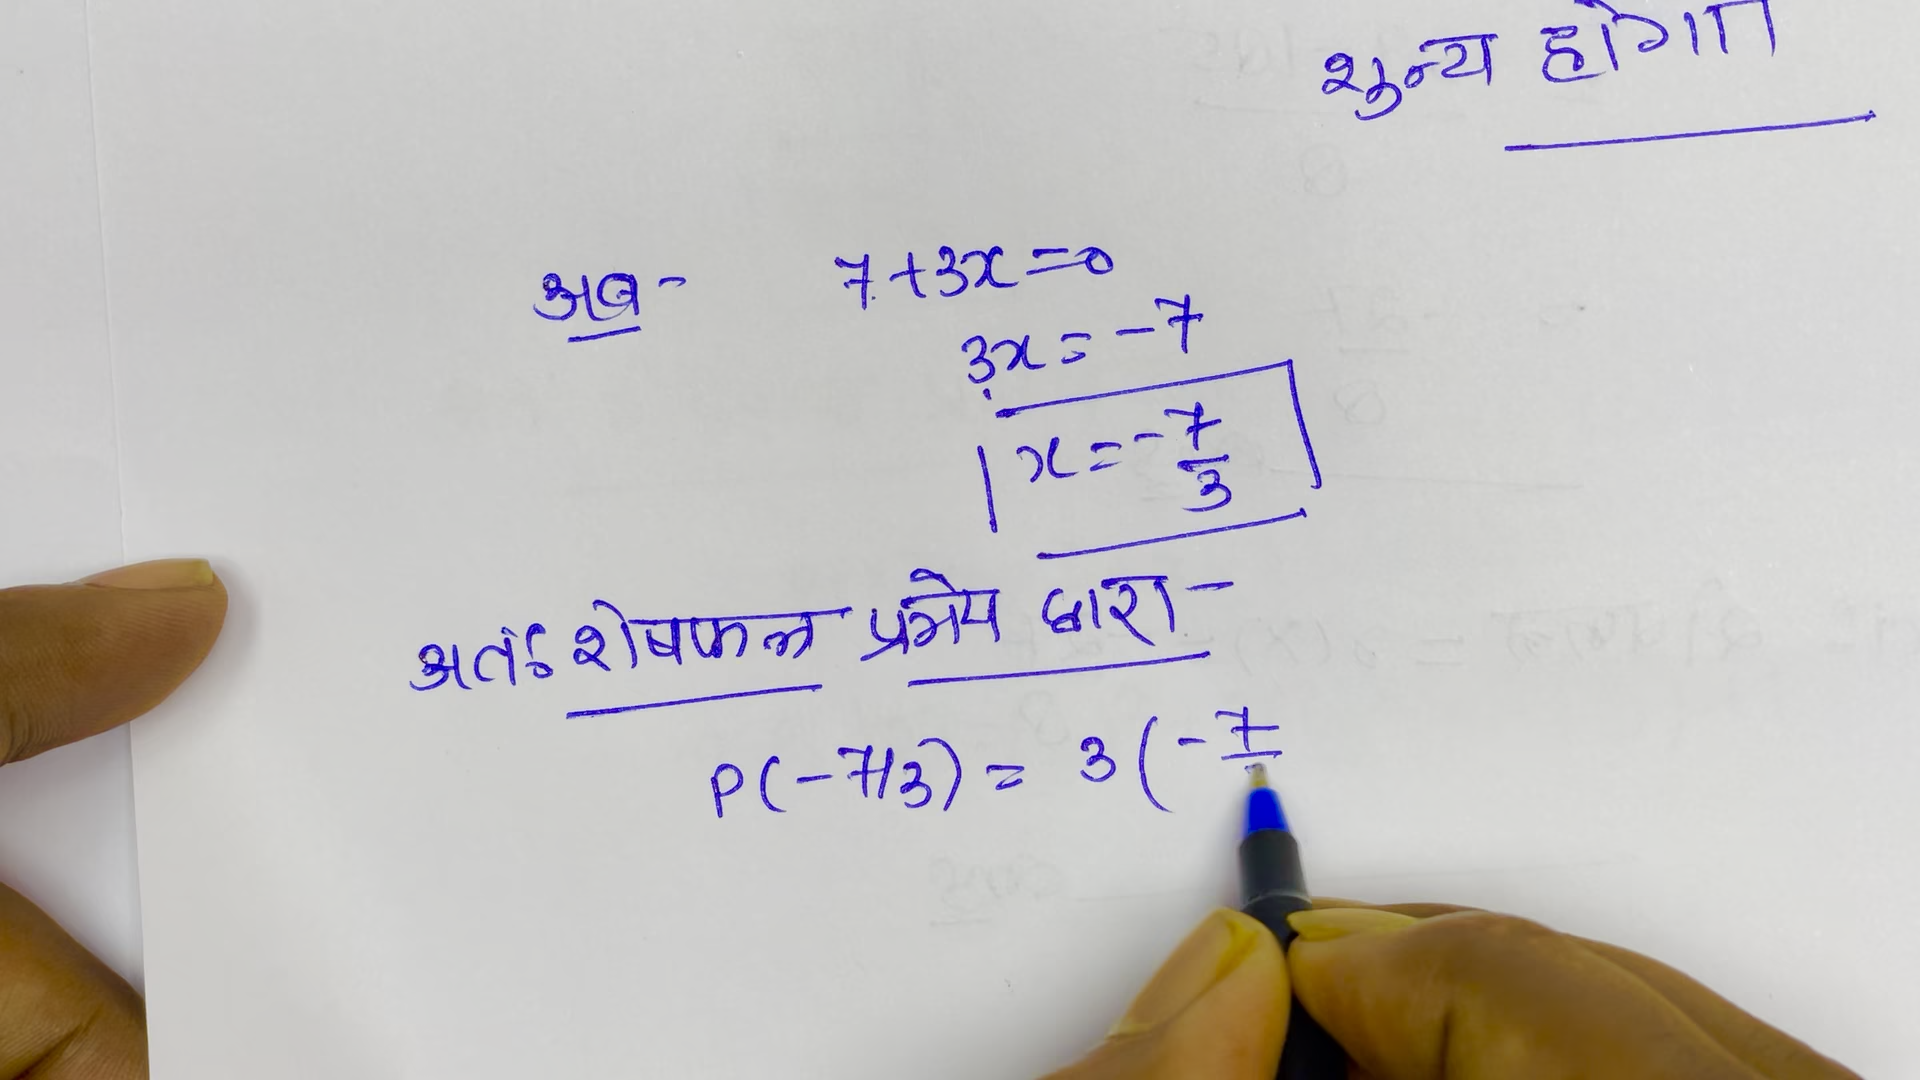 शुन्य होगा
अब - 7+3x=0
3x = -7
x = -7/3
अतः शेषफल प्रमेय द्वारा -
P(-7/3) = 3(-7